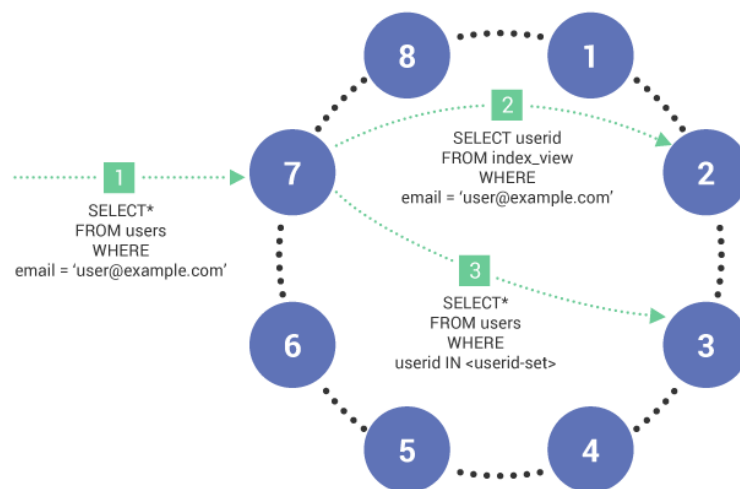 8
1
2
SELECT userid
FROM index_view
WHERE
email = ‘user@example.com’
7
2
1
SELECT*
FROM users
WHERE
email = ‘user@example.com’
3
SELECT*
FROM users
WHERE
userid IN <userid-set>
6
3
5
4